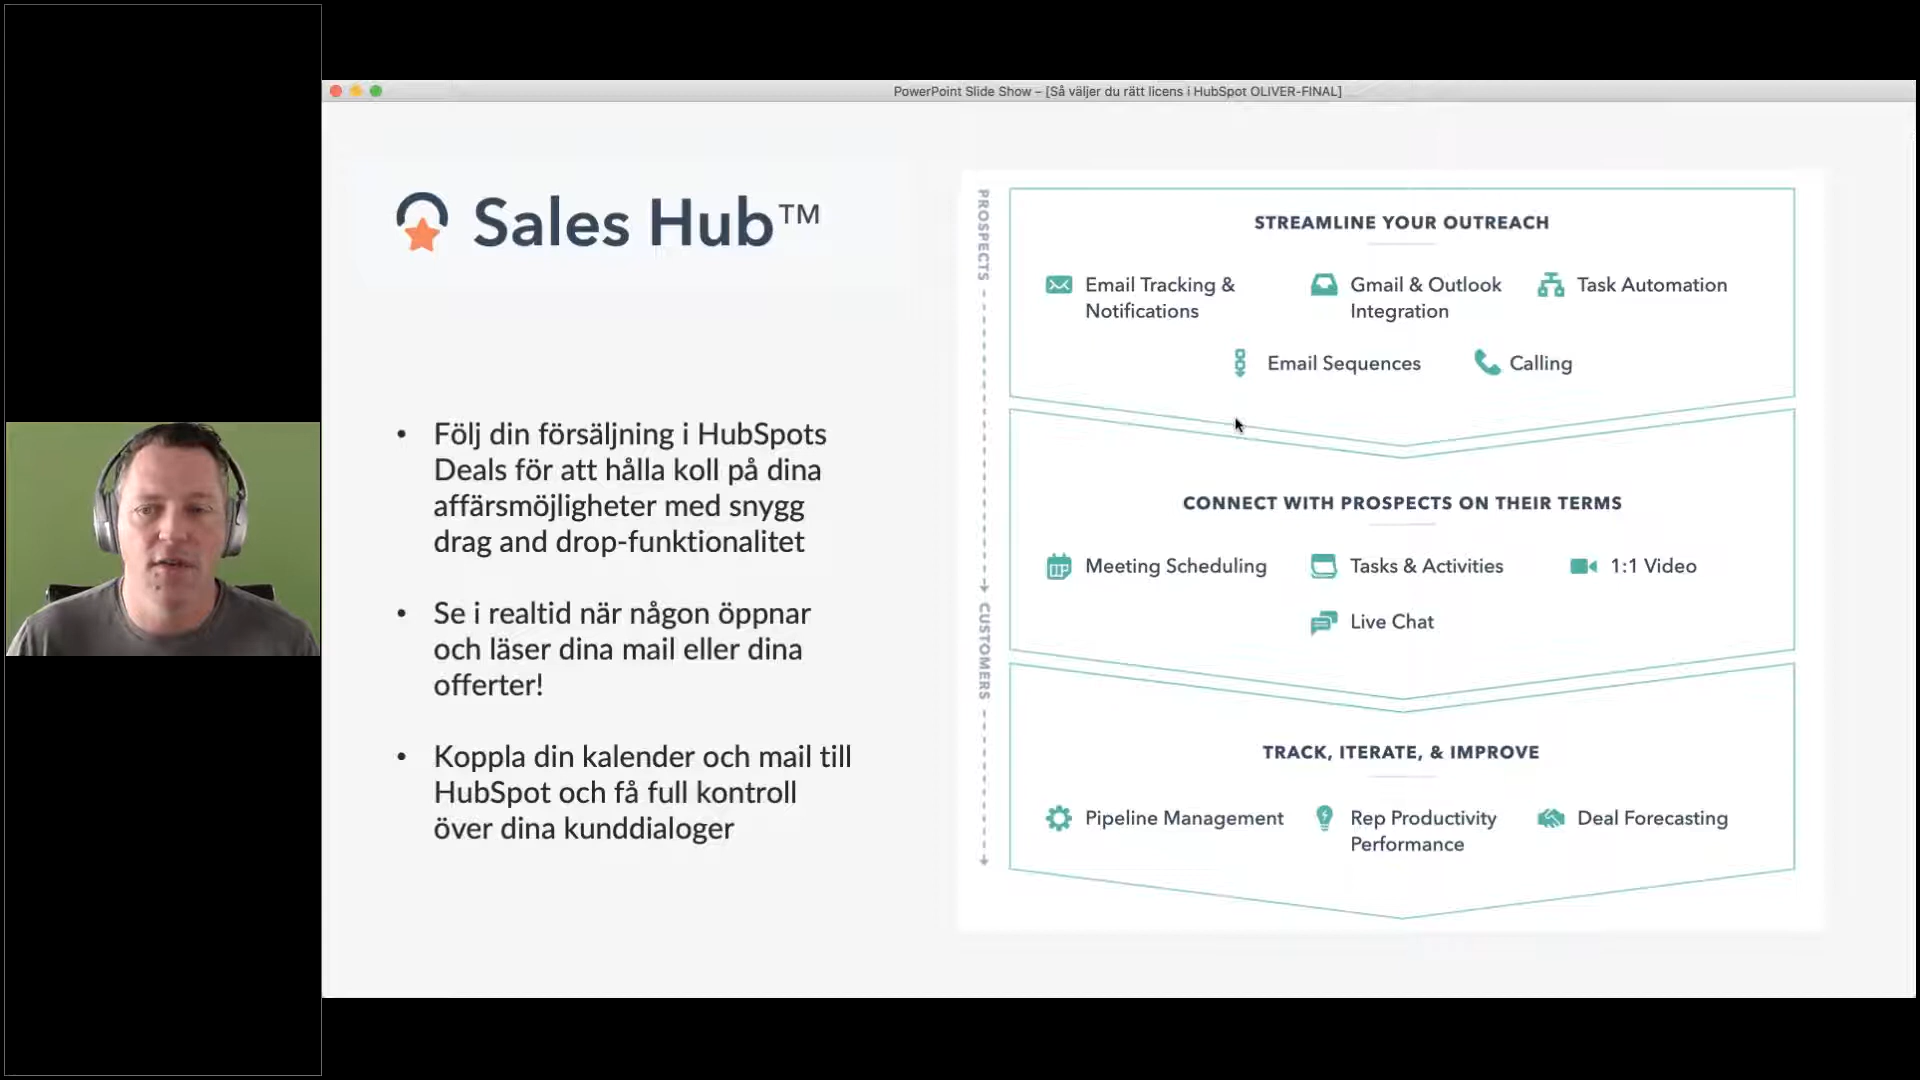 PowerPoint Slide Show – [Så väljer du rätt licens i HubSpot OLIVER-FINAL]
Sales Hub™
• Följ din försäljning i HubSpots
Deals för att hålla koll på dina
affärsmöjligheter med snygg
drag and drop-funktionalitet
• Se i realtid när någon öppnar
och läser dina mail eller dina
offerter!
• Koppla din kalender och mail till
HubSpot och få full kontroll
över dina kunddialoger
PROSPECTS
CUSTOMERS
STREAMLINE YOUR OUTREACH
Email Tracking &
Notifications
Gmail & Outlook
Integration
Task Automation
Email Sequences
Calling
CONNECT WITH PROSPECTS ON THEIR TERMS
Meeting Scheduling
Tasks & Activities
1:1 Video
Live Chat
TRACK, ITERATE, & IMPROVE
Pipeline Management
Rep Productivity
Performance
Deal Forecasting